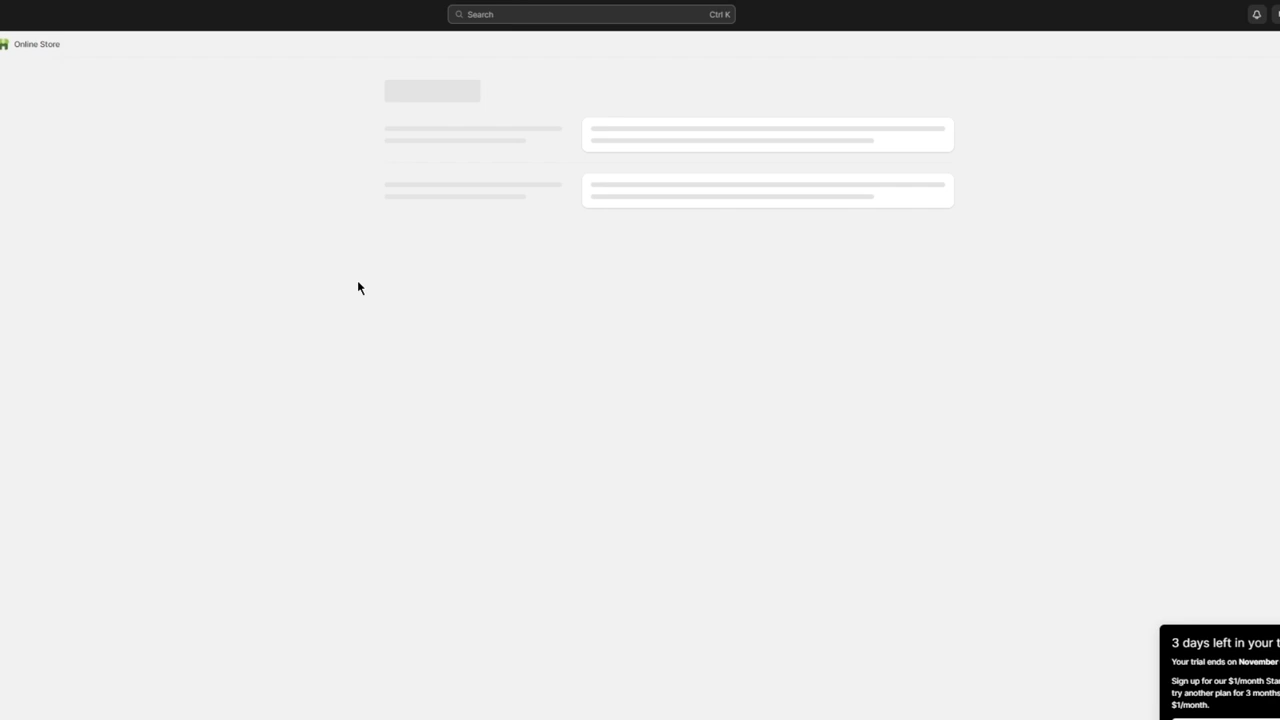 Search
Ctrl K
Online Store
3 days left in your
Your trial ends on November
Sign up for our $1/month
try another plan for 3 months
$1/month.